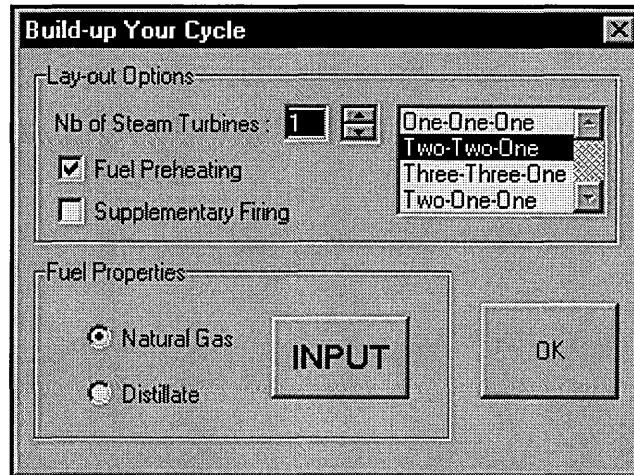 Build-up Your Cycle
Lay-out Options
Nb of Steam Turbines : 1
Fuel Preheating
Supplementary Firing
One-One-One
Two-Two-One
Three-Three-One
Two-One-One
Fuel Properties
Natural Gas
Distillate
INPUT
OK